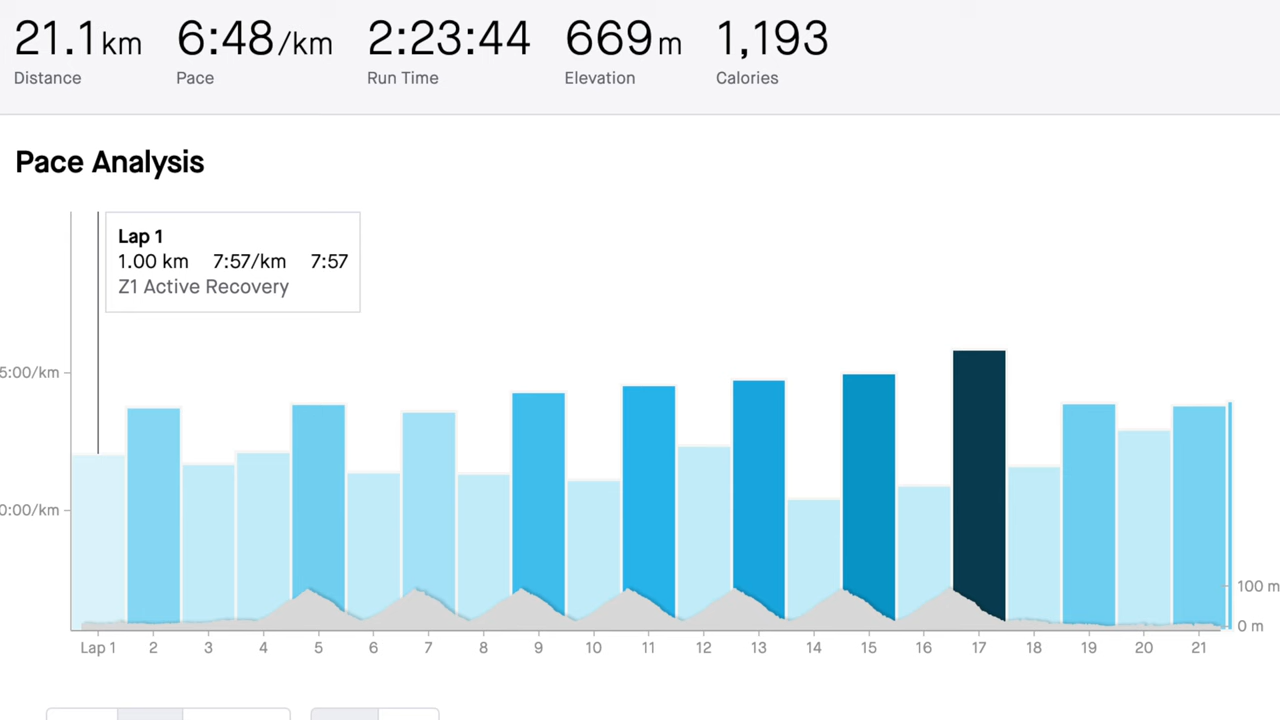 21.1 km 6:48 /km 2:23:44 669 m 1,193
Distance Pace Run Time Elevation Calories
Pace Analysis
Lap 1
1.00 km 7:57/km 7:57
Z1 Active Recovery
5:00/km
0:00/km
100 m
0 m
Lap 1 2 3 4 5 6 7 8 9 10 11 12 13 14 15 16 17 18 19 20 21